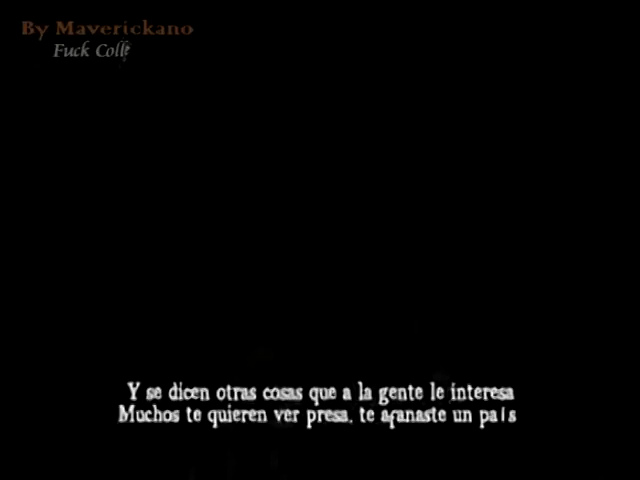 By Maverickano
Fuck Colle
Y se dicen otras cosas que a la gente le interesa
Muchos te quieren ver presa, te afanaste un país